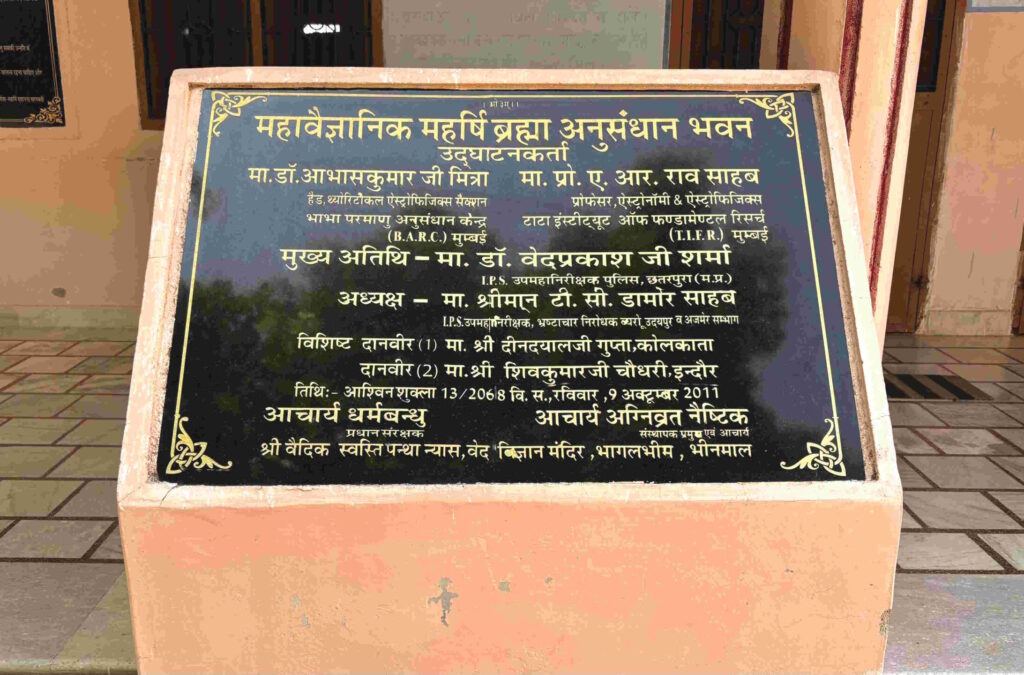 । ओ३म् ।।
महावैज्ञानिक महर्षि ब्रह्मा अनुसंधान भवन
उद्घाटनकर्ता
मा.डॉ.आभासकुमार जी मित्रा
हैड, थ्योरिटीकल ऐस्ट्रोफिजिक्स सैक्शन
भाभा परमाणु अनुसंधान केन्द्र
(B.A.R.C.) मुम्बई
मा. प्रो. ए. आर. राव साहब
प्रोफेसर, ऐस्ट्रोनॉमी & ऐस्ट्रोफिजिक्स
टाटा इंस्टीट्यूट ऑफ फण्डामेण्टल रिसर्च
(T.I.F.R.) मुम्बई
मुख्य अतिथि – मा. डॉ. वेदप्रकाश जी शर्मा
I.P.S. उपमहानिरीक्षक पुलिस, छतरपुरा (म.प्र.)
अध्यक्ष – मा. श्रीमान् टी. सी. डामोर साहब
I.P.S.उपमहानिरीक्षक, भ्रष्टाचार निरोधक ब्यूरो, उदयपुर व अजमेर सम्भाग
विशिष्ट दानवीर (1) मा. श्री दीनदयालजी गुप्ता,कोलकाता
दानवीर (2) मा.श्री शिवकुमारजी चौधरी,इन्दौर
तिथि:- आश्विन शुक्ला 13/2068 वि. स., रविवार, 9 अक्टूबर 2011
आचार्य धर्मबन्धु
प्रधान संरक्षक
आचार्य अग्निव्रत नैष्टिक
संस्थापक प्रमुख एवं आचार्य
श्री वैदिक स्वस्ति पन्था न्यास, वेद विज्ञान मंदिर, भागलभीम, भीनमाल